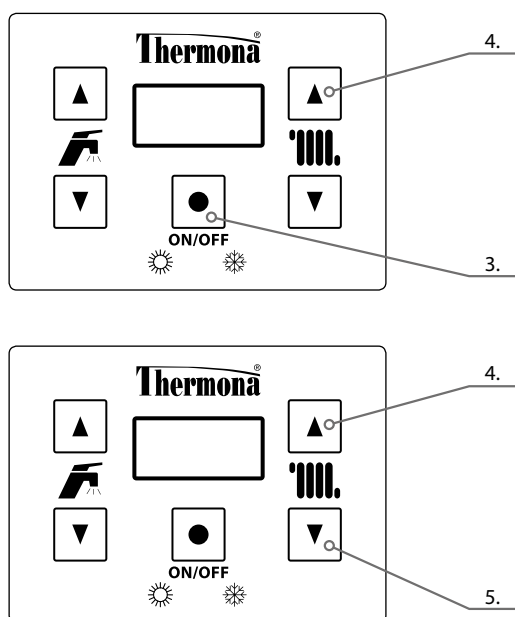 Thermona®
4.
ON/OFF
3.
Thermona®
4.
ON/OFF
5.